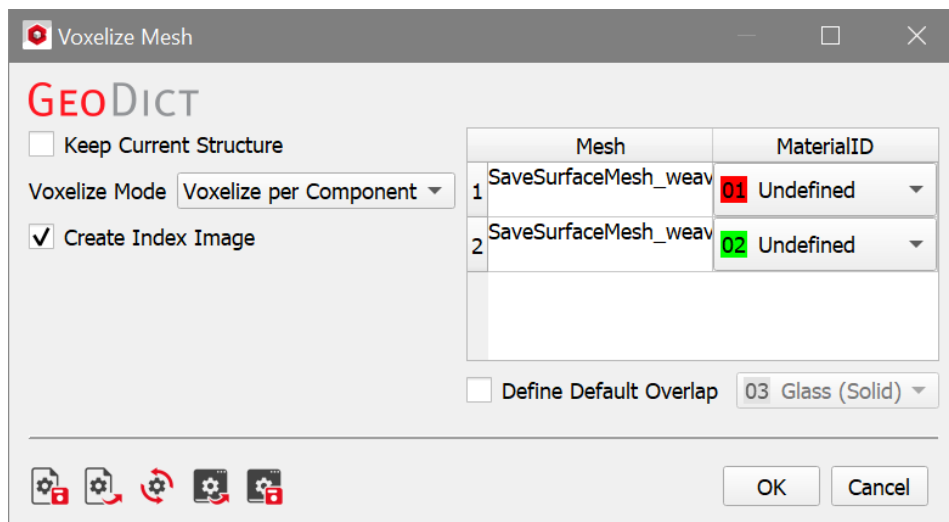 Voxelize Mesh
GEODICT
Keep Current Structure
Voxelize Mode Voxelize per Component
Create Index Image
Mesh MaterialID
1 SaveSurfaceMesh_weav 01 Undefined
2 SaveSurfaceMesh_weav 02 Undefined
Define Default Overlap 03 Glass (Solid)
OK Cancel